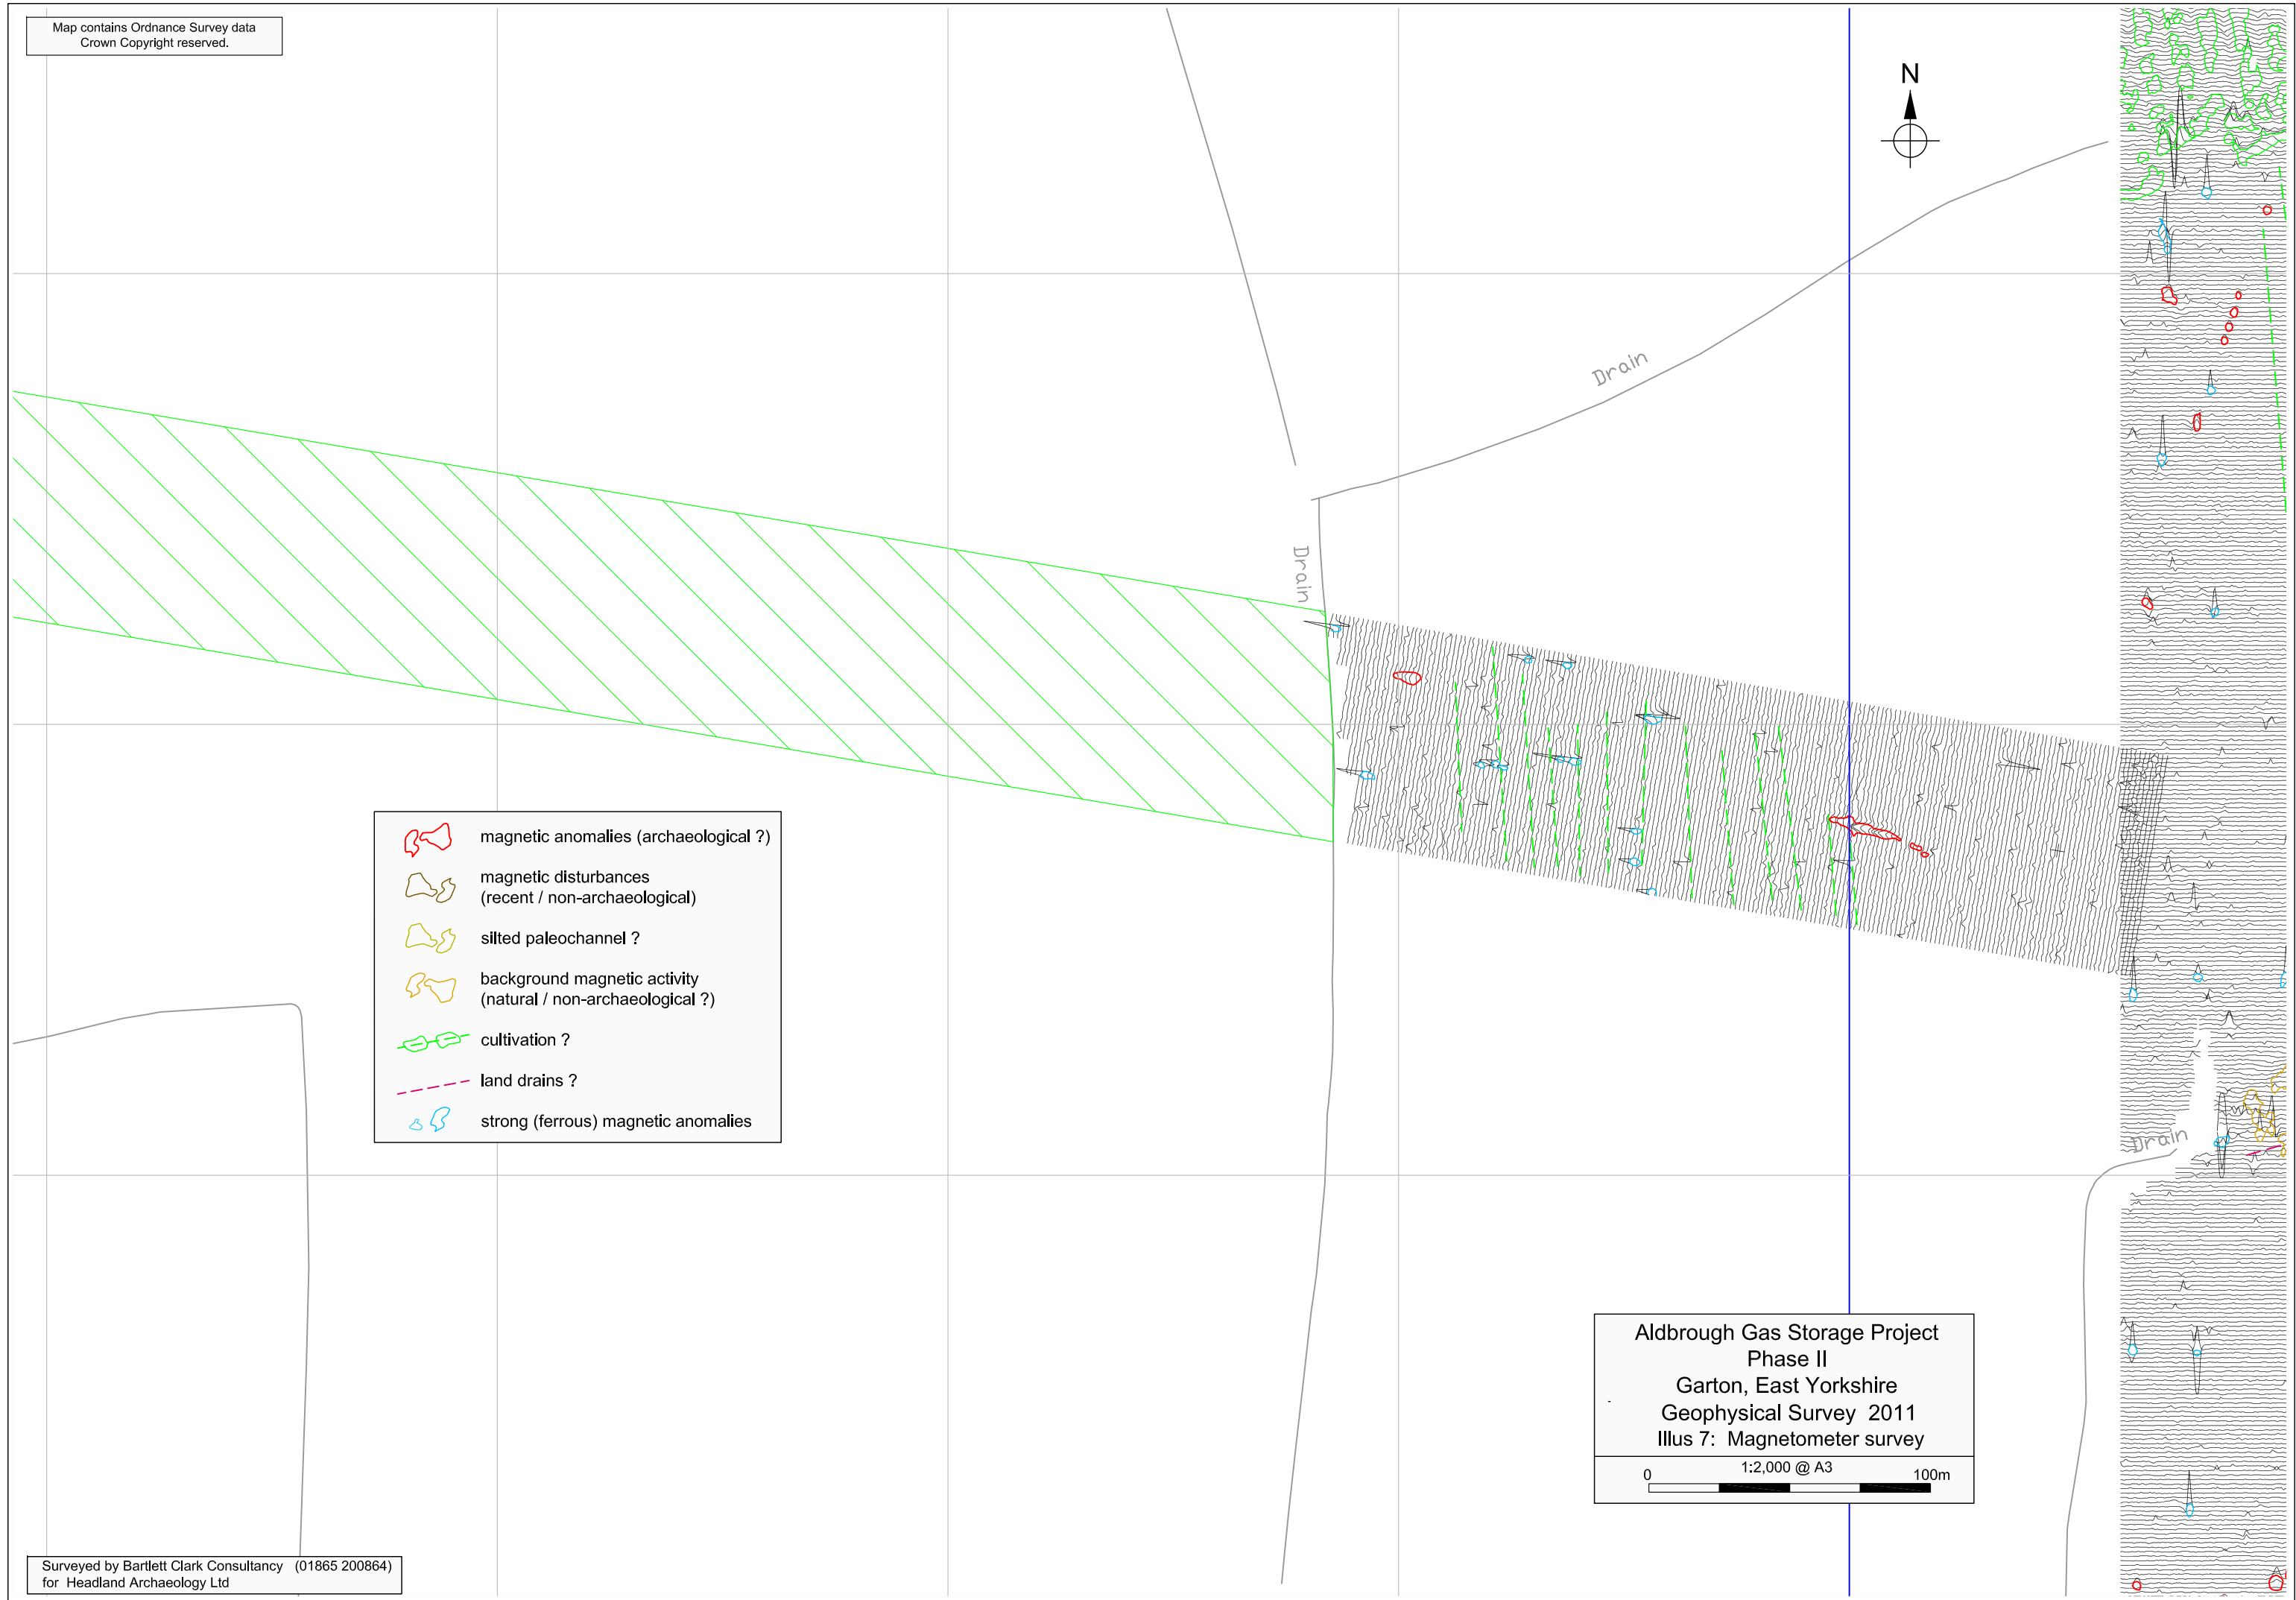 Map contains Ordnance Survey data
Crown Copyright reserved.
N
Drain
Drain
magnetic anomalies (archaeological ?)
magnetic disturbances
(recent / non-archaeological)
silted paleochannel ?
background magnetic activity
(natural / non-archaeological ?)
cultivation ?
land drains ?
strong (ferrous) magnetic anomalies
Drain
Aldbrough Gas Storage Project
Phase II
Garton, East Yorkshire
Geophysical Survey 2011
Illus 7: Magnetometer survey
1:2,000 @ A3
0 100m
Surveyed by Bartlett Clark Consultancy (01865 200864)
for Headland Archaeology Ltd